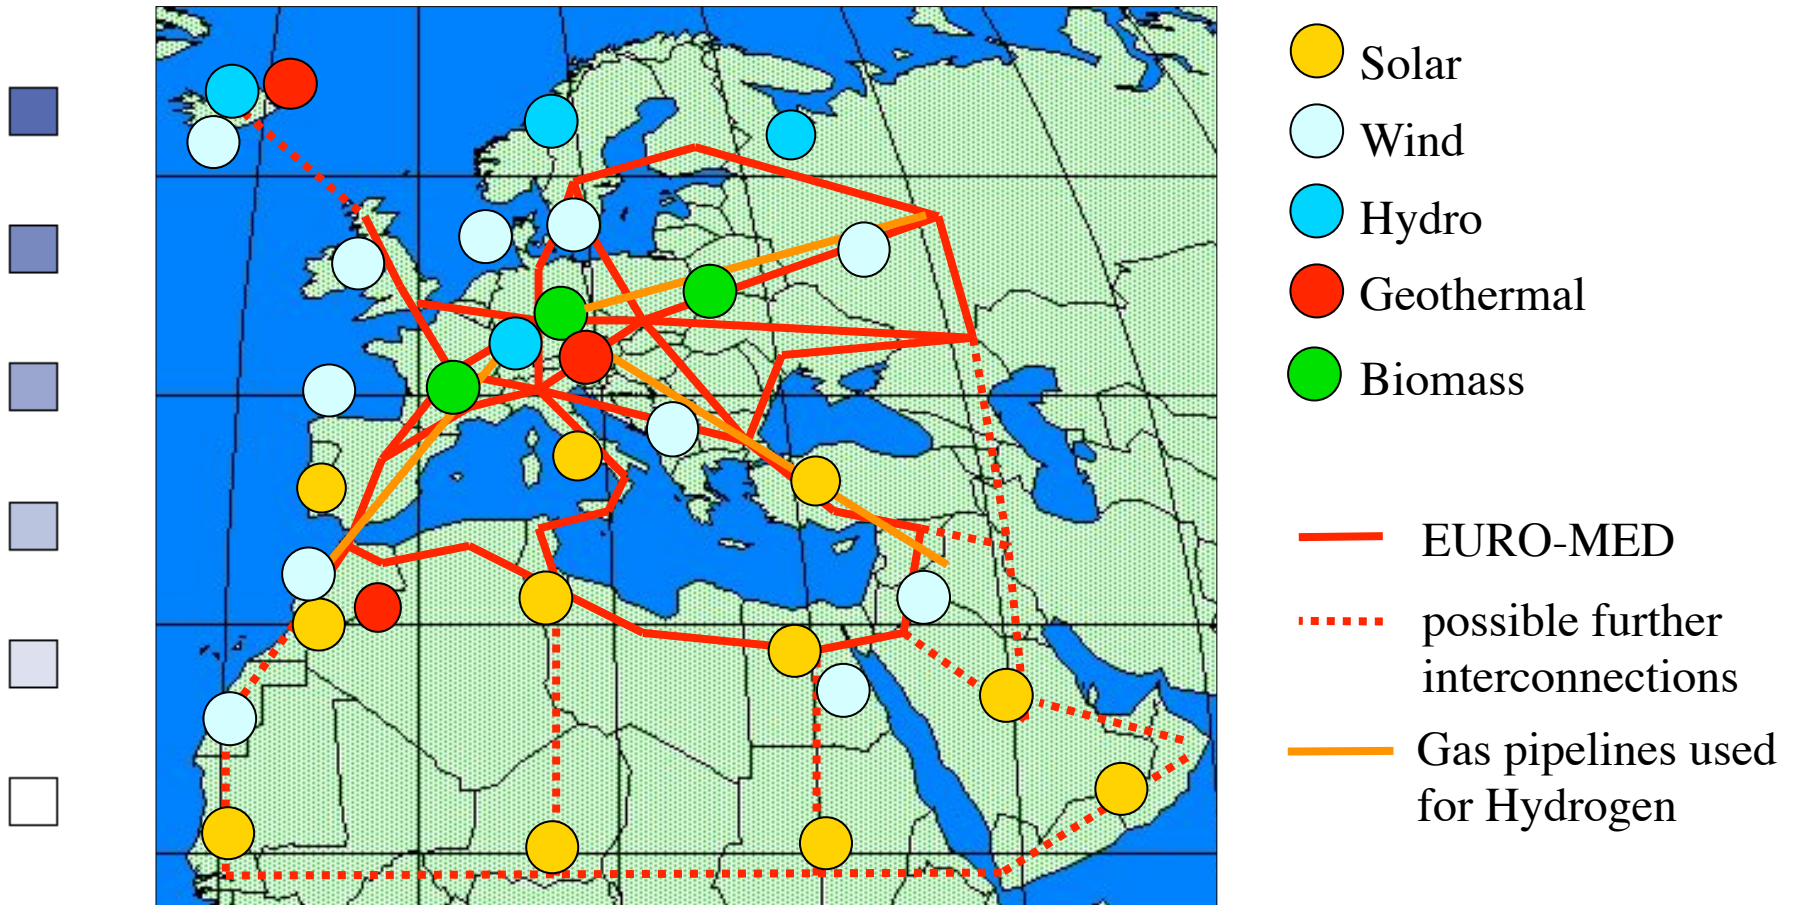 Solar
Wind
Hydro
Geothermal
Biomass
EURO-MED
possible further
interconnections
Gas pipelines used
for Hydrogen